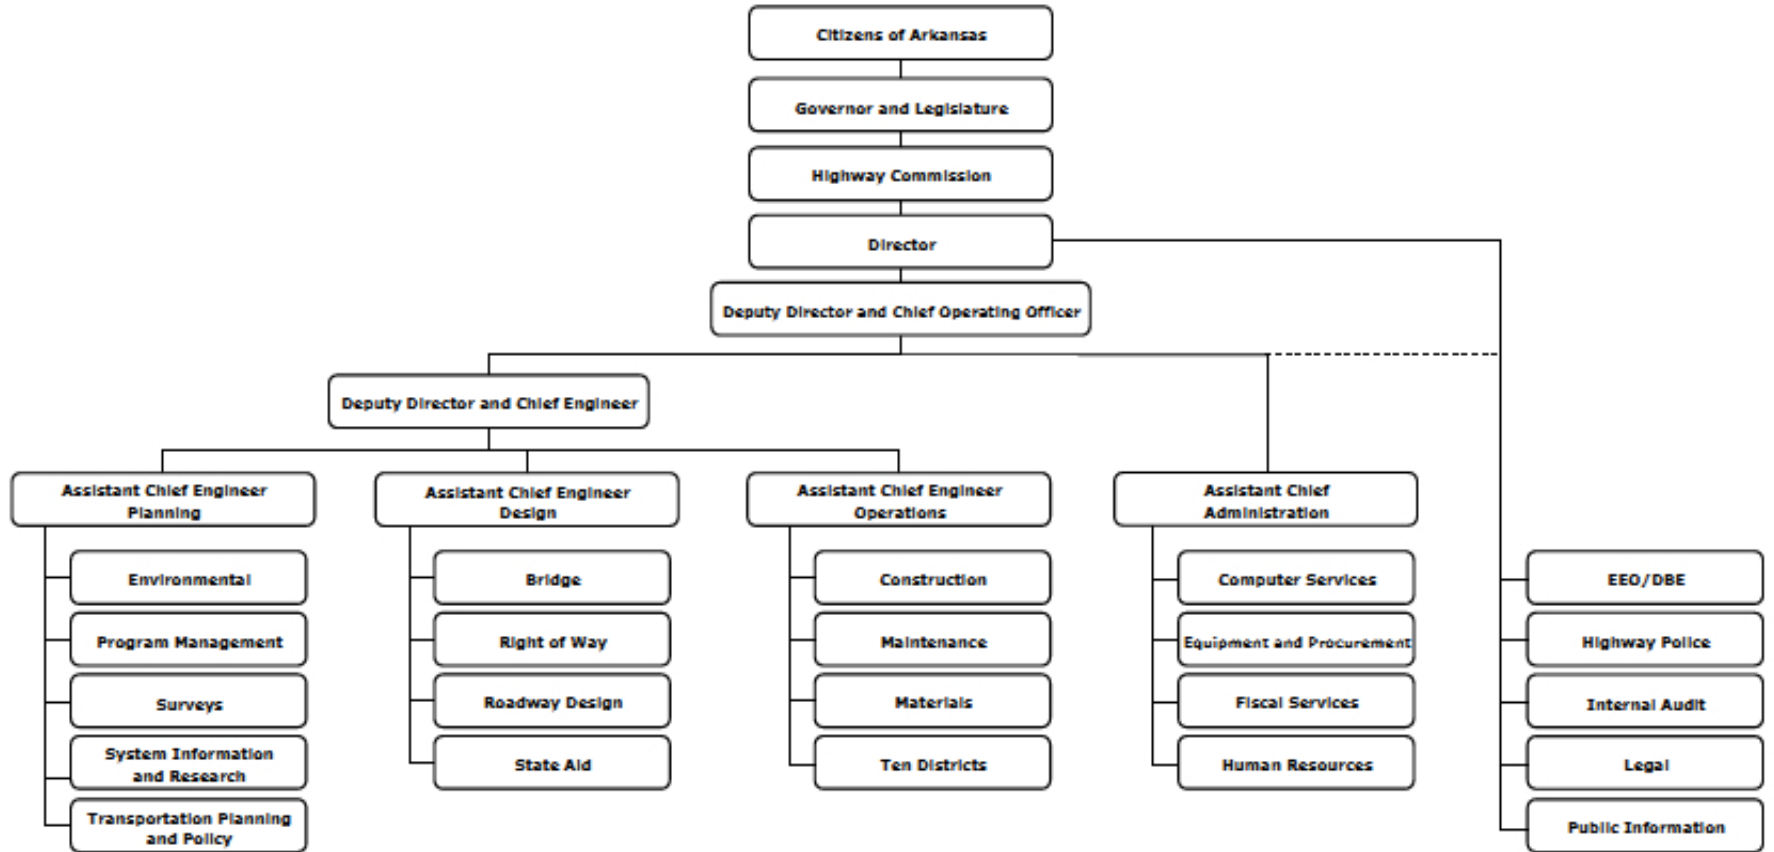 Citizens of Arkansas
Governor and Legislature
Highway Commission
Director
Deputy Director and Chief Operating Officer
Deputy Director and Chief Engineer
Assistant Chief Engineer
Planning
Environmental
Program Management
Surveys
System Information
and Research
Transportation Planning
and Policy
Assistant Chief Engineer
Design
Bridge
Right of Way
Roadway Design
State Aid
Assistant Chief Engineer
Operations
Construction
Maintenance
Materials
Ten Districts
Assistant Chief
Administration
Computer Services
Equipment and Procurement
Fiscal Services
Human Resources
EEO/DBE
Highway Police
Internal Audit
Legal
Public Information